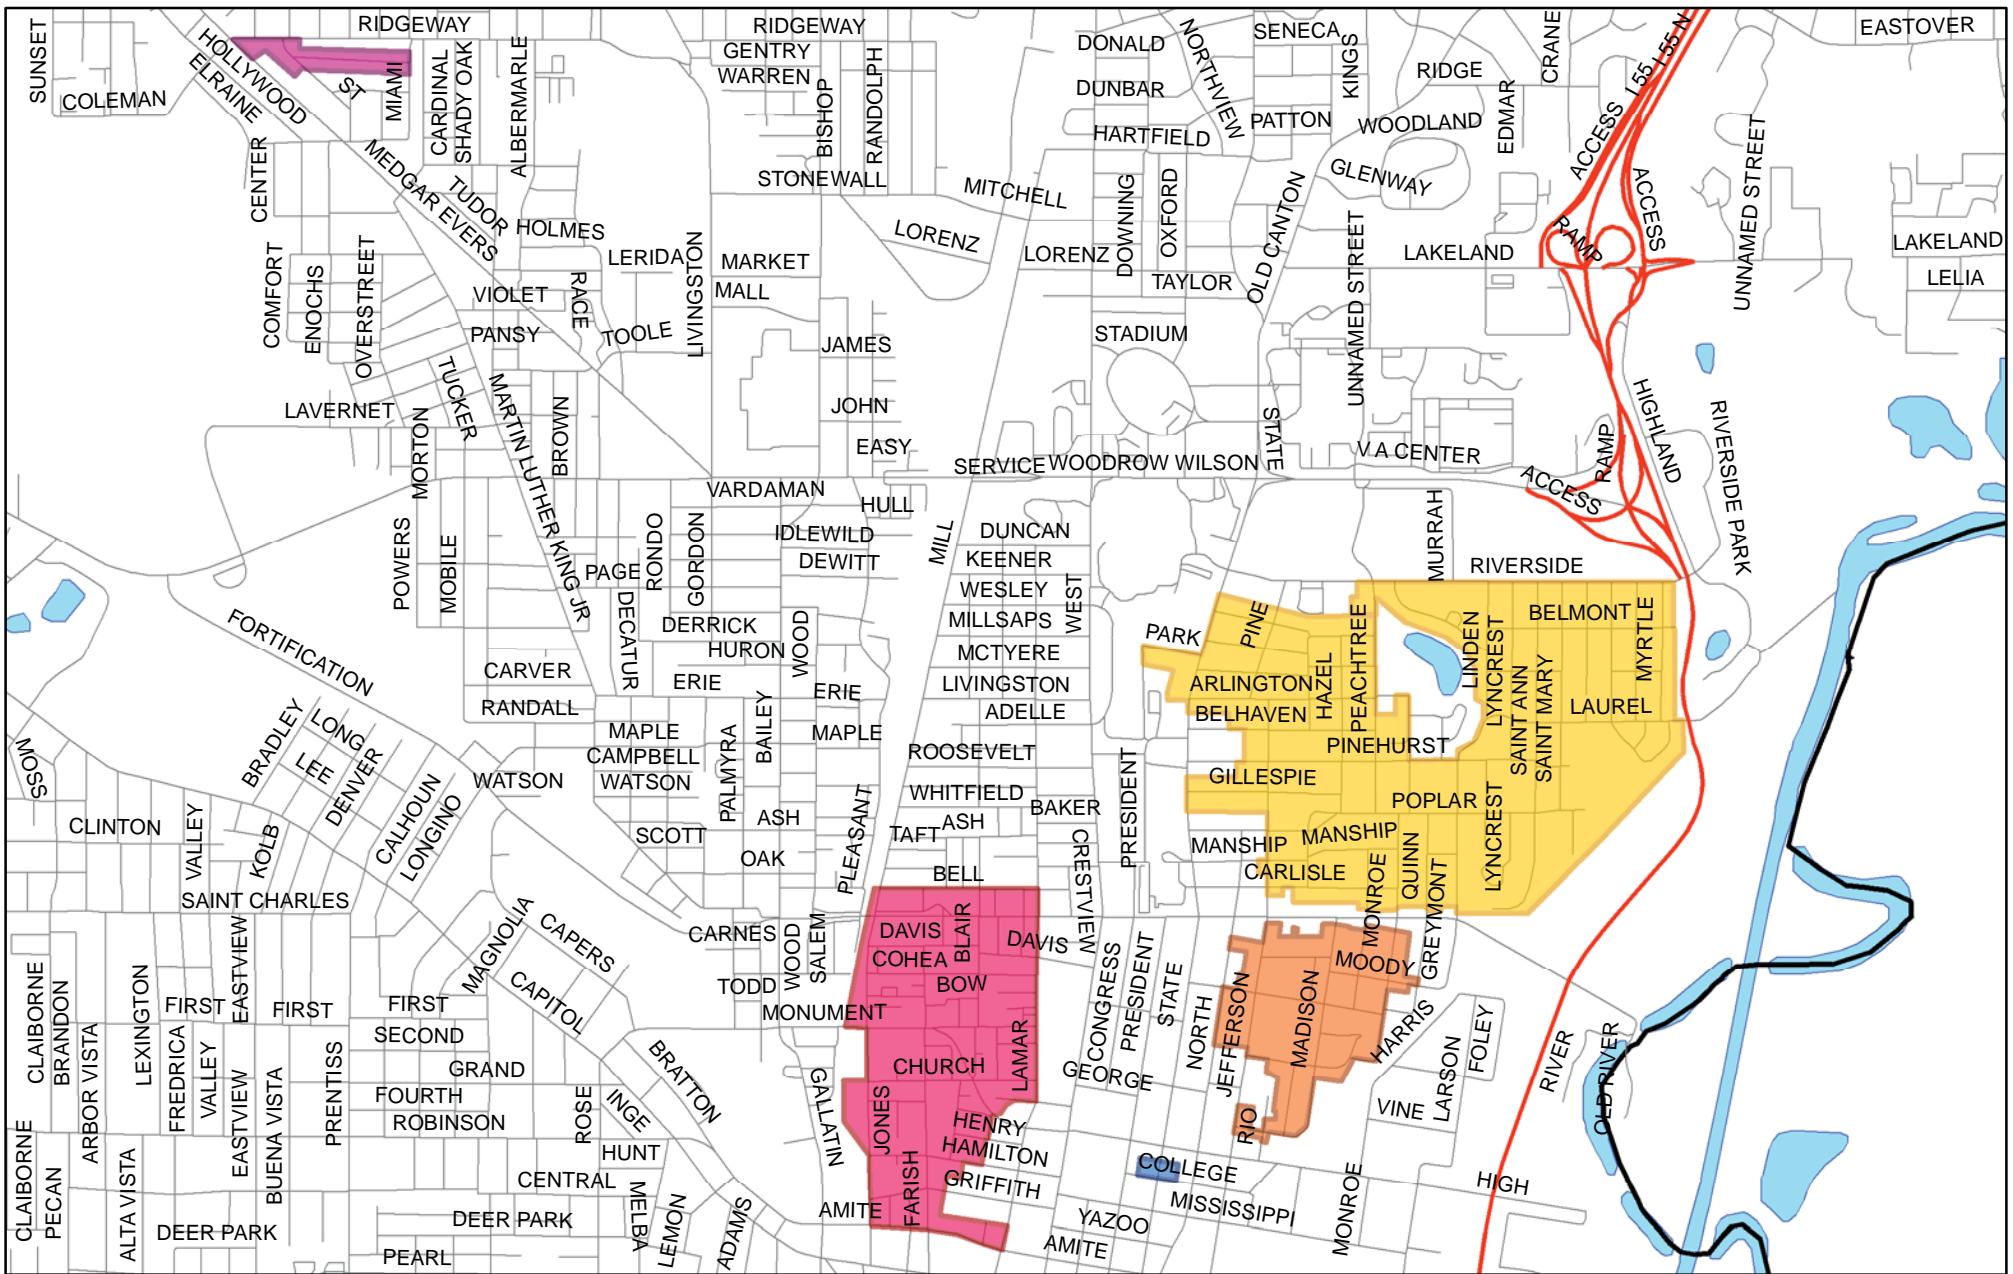 RIDGEWAY
RIDGEWAY
SENECA
CRANE
I 55
I 55 N
EASTOVER
SUNSET
HOLLYWOOD
ELRAINE
COLEMAN
ST
MIAMI
CARDINAL
SHADY OAK
ALBERMARLE
GENTRY
WARREN
BISHOP
RANDOLPH
DONALD
DUNBAR
HARTFIELD
NORTHVIEW
KINGS
PATTON
RIDGE
WOODLAND
EDMAR
GLENWAY
ACCESS
ACCESS
RAMP
UNNAMED STREET
CENTER
MEDGAR EVERS
TUDOR
HOLMES
STONEWALL
MITCHELL
LORENZ
LORENZ
DOWNING
OXFORD
TAYLOR
OLD CANTON
UNNAMED STREET
LAKELAND
LAKELAND
LELIA
COMFORT
ENOCHS
OVERSTREET
LERIDA
LIVINGSTON
MARKET
MALL
VIOLET
RACE
PANSY
TOOLE
JAMES
STADIUM
JOHN
EASY
LAVERNET
MORTON
TUCKER
MARTIN LUTHER KING JR
BROWN
STATE
V A CENTER
ACCESS
RAMP
HIGHLAND
RIVERSIDE PARK
SERVICE
WOODROW WILSON
VARDAMAN
HULL
IDLEWILD
DEWITT
MILL
DUNCAN
KEENER
WESLEY
MILLSAPS
MCTYERE
LIVINGSTON
ADELLE
WEST
MURRAH
RIVERSIDE
POWERS
MOBILE
PAGE
RONDO
GORDON
DECATUR
DERRICK
HURON
WOOD
ERIE
ERIE
CARVER
RANDALL
FORTIFICATION
PARK
PINE
ARLINGTON
BELHAVEN
HAZEL
PEACHTREE
LINDEN
LYNCREST
BELMONT
MYRTLE
SAINT ANN
SAINT MARY
LAUREL
PINEHURST
GILLESPIE
POPLAR
LYNCREST
MANSHIP
MANSHIP
CARLISLE
MONROE
QUINN
GREYMONT
MOSS
BRADLEY
LONG
LEE
DENVER
CALHOUN
LONGINO
WATSON
MAPLE
CAMPBELL
WATSON
PALMYRA
BAILEY
MAPLE
ROOSEVELT
WHITFIELD
BAKER
PRESIDENT
CLINTON
VALLEY
KOLB
SCOTT
ASH
OAK
PLEASANT
TAFT
ASH
BELL
CRESTVIEW
SAINT CHARLES
MAGNOLIA
CAPERS
CAPITOL
CARNES
WOOD
SALEM
TODD
MONUMENT
DAVIS
BLAIR
DAVIS
COHEA
BOW
CHURCH
LAMAR
JONES
FARISH
HENRY
HAMILTON
GRIFFITH
AMITE
CONGRESS
PRESIDENT
STATE
NORTH
GEORGE
JEFFERSON
RIO
MADISON
MOODY
HARRIS
FOLEY
LARSON
VINE
RIVER
OLD RIVER
CLAIBORNE
BRANDON
ARBOR VISTA
LEXINGTON
FIRST
FREDRICA
VALLEY
EASTVIEW
EASTVIEW
FIRST
BUENA VISTA
PRENTISS
FIRST
SECOND
GRAND
FOURTH
ROBINSON
ROSE
INGE
BRATTON
GALLATIN
HUNT
CENTRAL
CLAIBORNE
PECAN
ALTA VISTA
DEER PARK
DEER PARK
PEARL
MELBA
LEMON
ADAMS
COLLEGE
MISSISSIPPI
YAZOO
AMITE
MONROE
HIGH